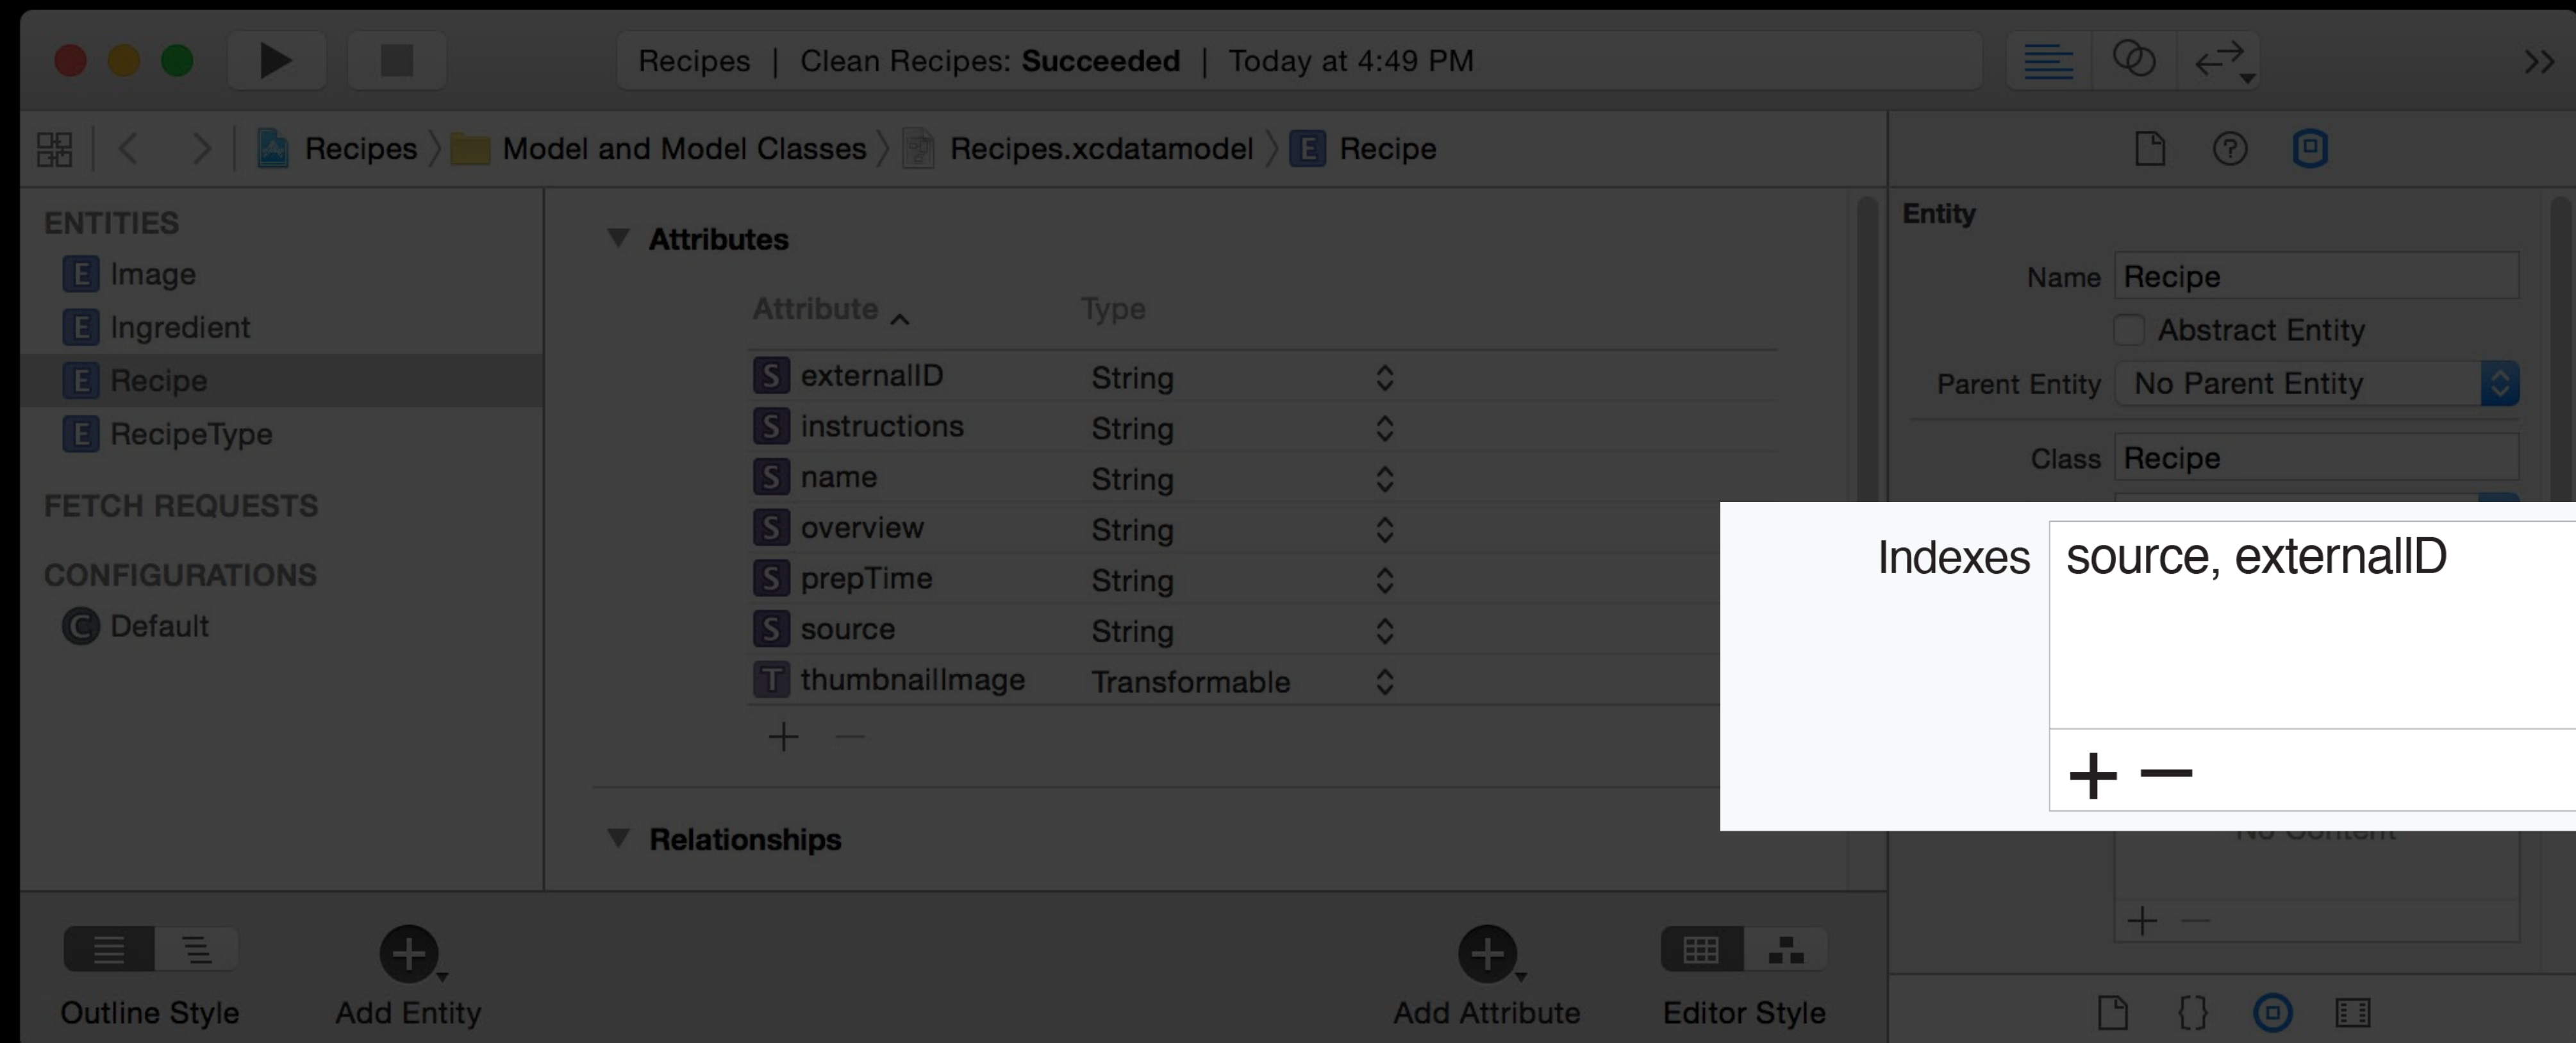 Recipes | Clean Recipes: Succeeded | Today at 4:49 PM
Recipes Model and Model Classes Recipes.xcdatamodel E Recipe
ENTITIES
E Image
E Ingredient
E Recipe
E RecipeType
FETCH REQUESTS
CONFIGURATIONS
C Default
Attributes
Attribute Type
S externalID String
S instructions String
S name String
S overview String
S prepTime String
S source String
T thumbnailImage Transformable
+ −
Relationships
Entity
Name Recipe
Abstract Entity
Parent Entity No Parent Entity
Class Recipe
Indexes source, externalID
+ −
No Content
+ −
Outline Style Add Entity Add Attribute Editor Style